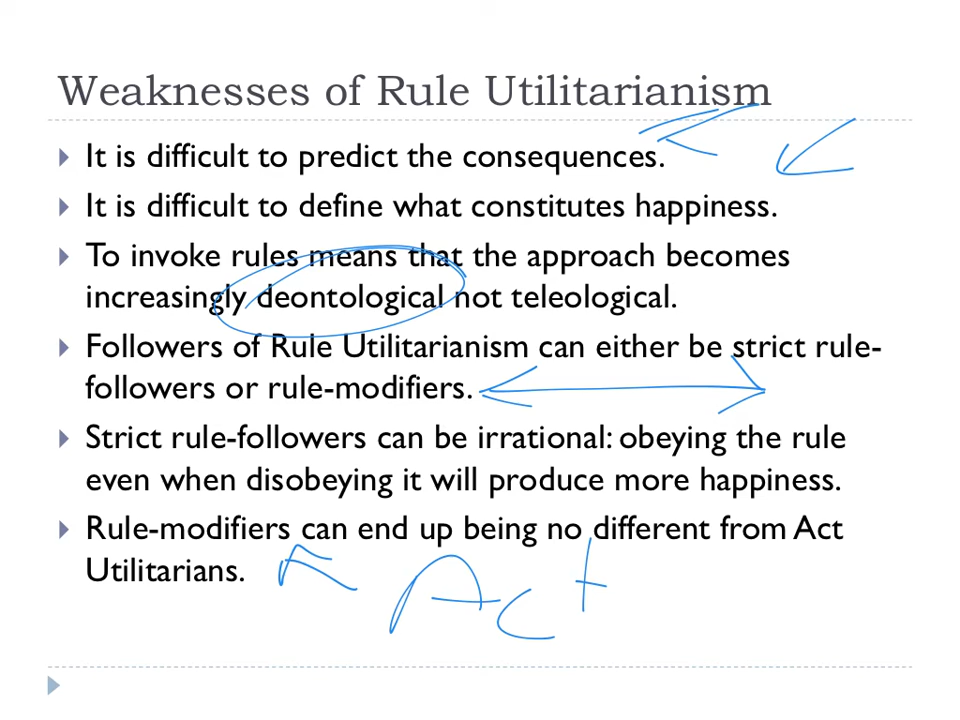 Weaknesses of Rule Utilitarianism
It is difficult to predict the consequences.
It is difficult to define what constitutes happiness.
To invoke rules means that the approach becomes
increasingly deontological not teleological.
Followers of Rule Utilitarianism can either be strict rule-
followers or rule-modifiers.
Strict rule-followers can be irrational: obeying the rule
even when disobeying it will produce more happiness.
Rule-modifiers can end up being no different from Act
Utilitarians.
Act